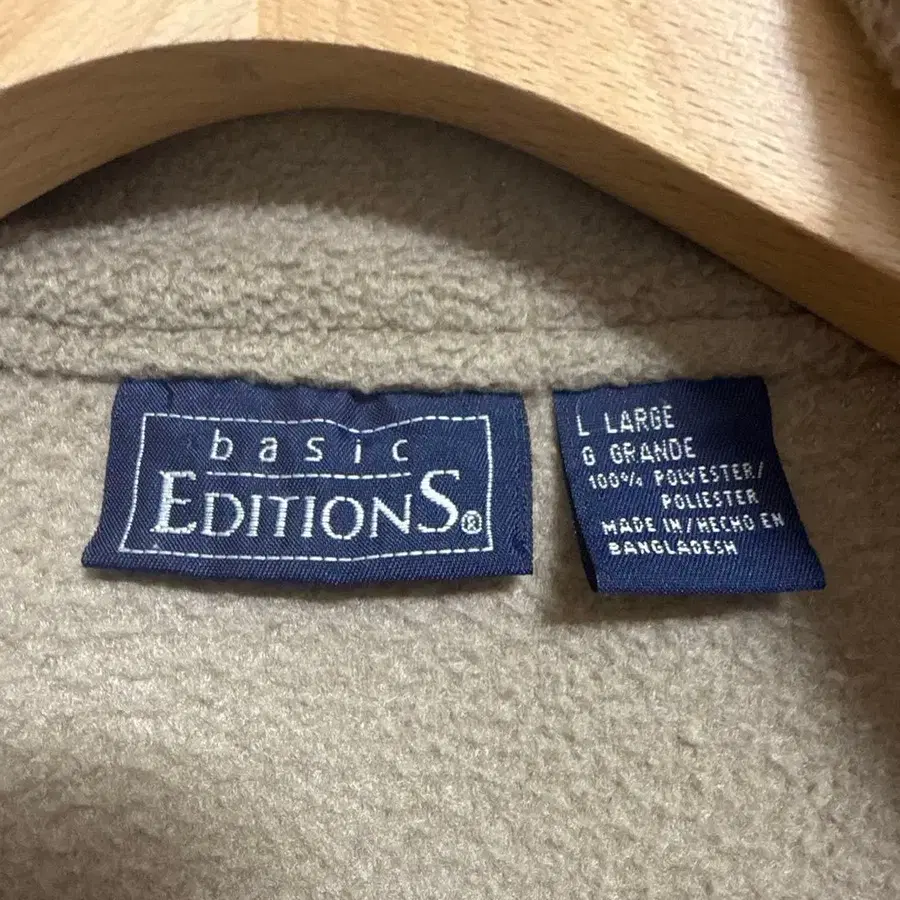 basic
EDITIONS®
L LARGE
G GRANDE
100% POLYESTER/
POLIESTER
MADE IN/HECHO EN
BANGLADESH